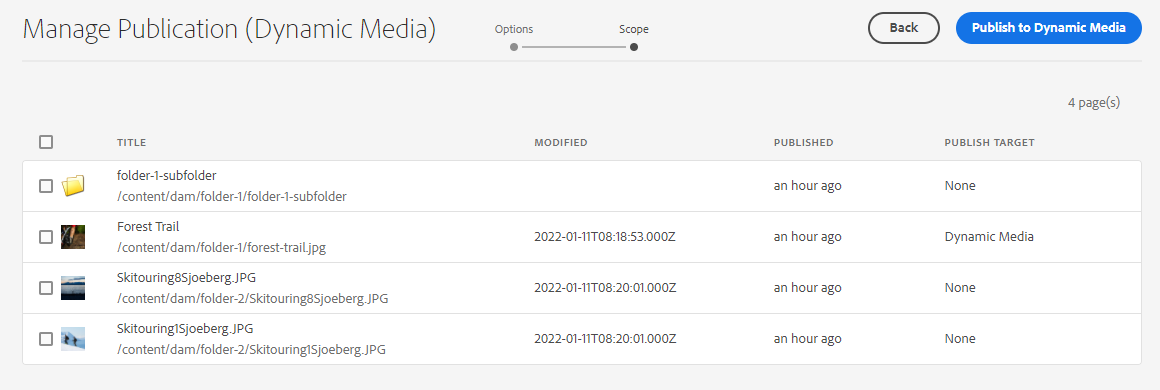 Manage Publication (Dynamic Media)
Options
Scope
Back
Publish to Dynamic Media
4 page(s)
TITLE MODIFIED PUBLISHED PUBLISH TARGET
folder-1-subfolder
/content/dam/folder-1/folder-1-subfolder
an hour ago None
Forest Trail
/content/dam/folder-1/forest-trail.jpg
2022-01-11T08:18:53.000Z an hour ago Dynamic Media
Skitouring8Sjoeberg.JPG
/content/dam/folder-2/Skitouring8Sjoeberg.JPG
2022-01-11T08:20:01.000Z an hour ago None
Skitouring1Sjoeberg.JPG
/content/dam/folder-2/Skitouring1Sjoeberg.JPG
2022-01-11T08:20:01.000Z an hour ago None